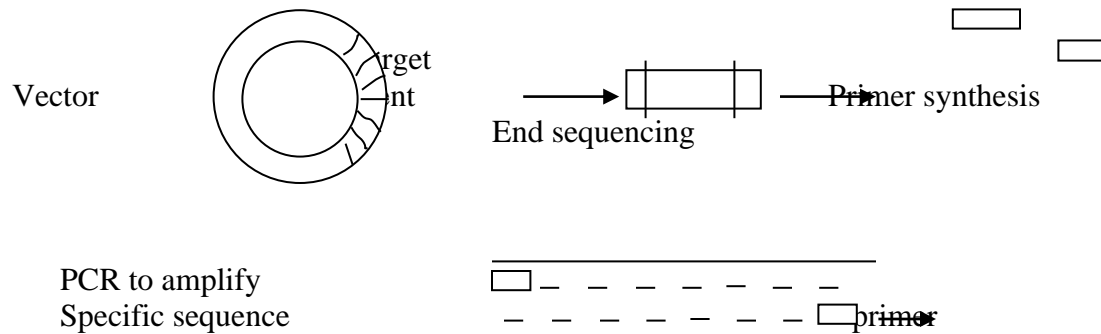 Vector
End sequencing
Primer synthesis
PCR to amplify
Specific sequence
primer